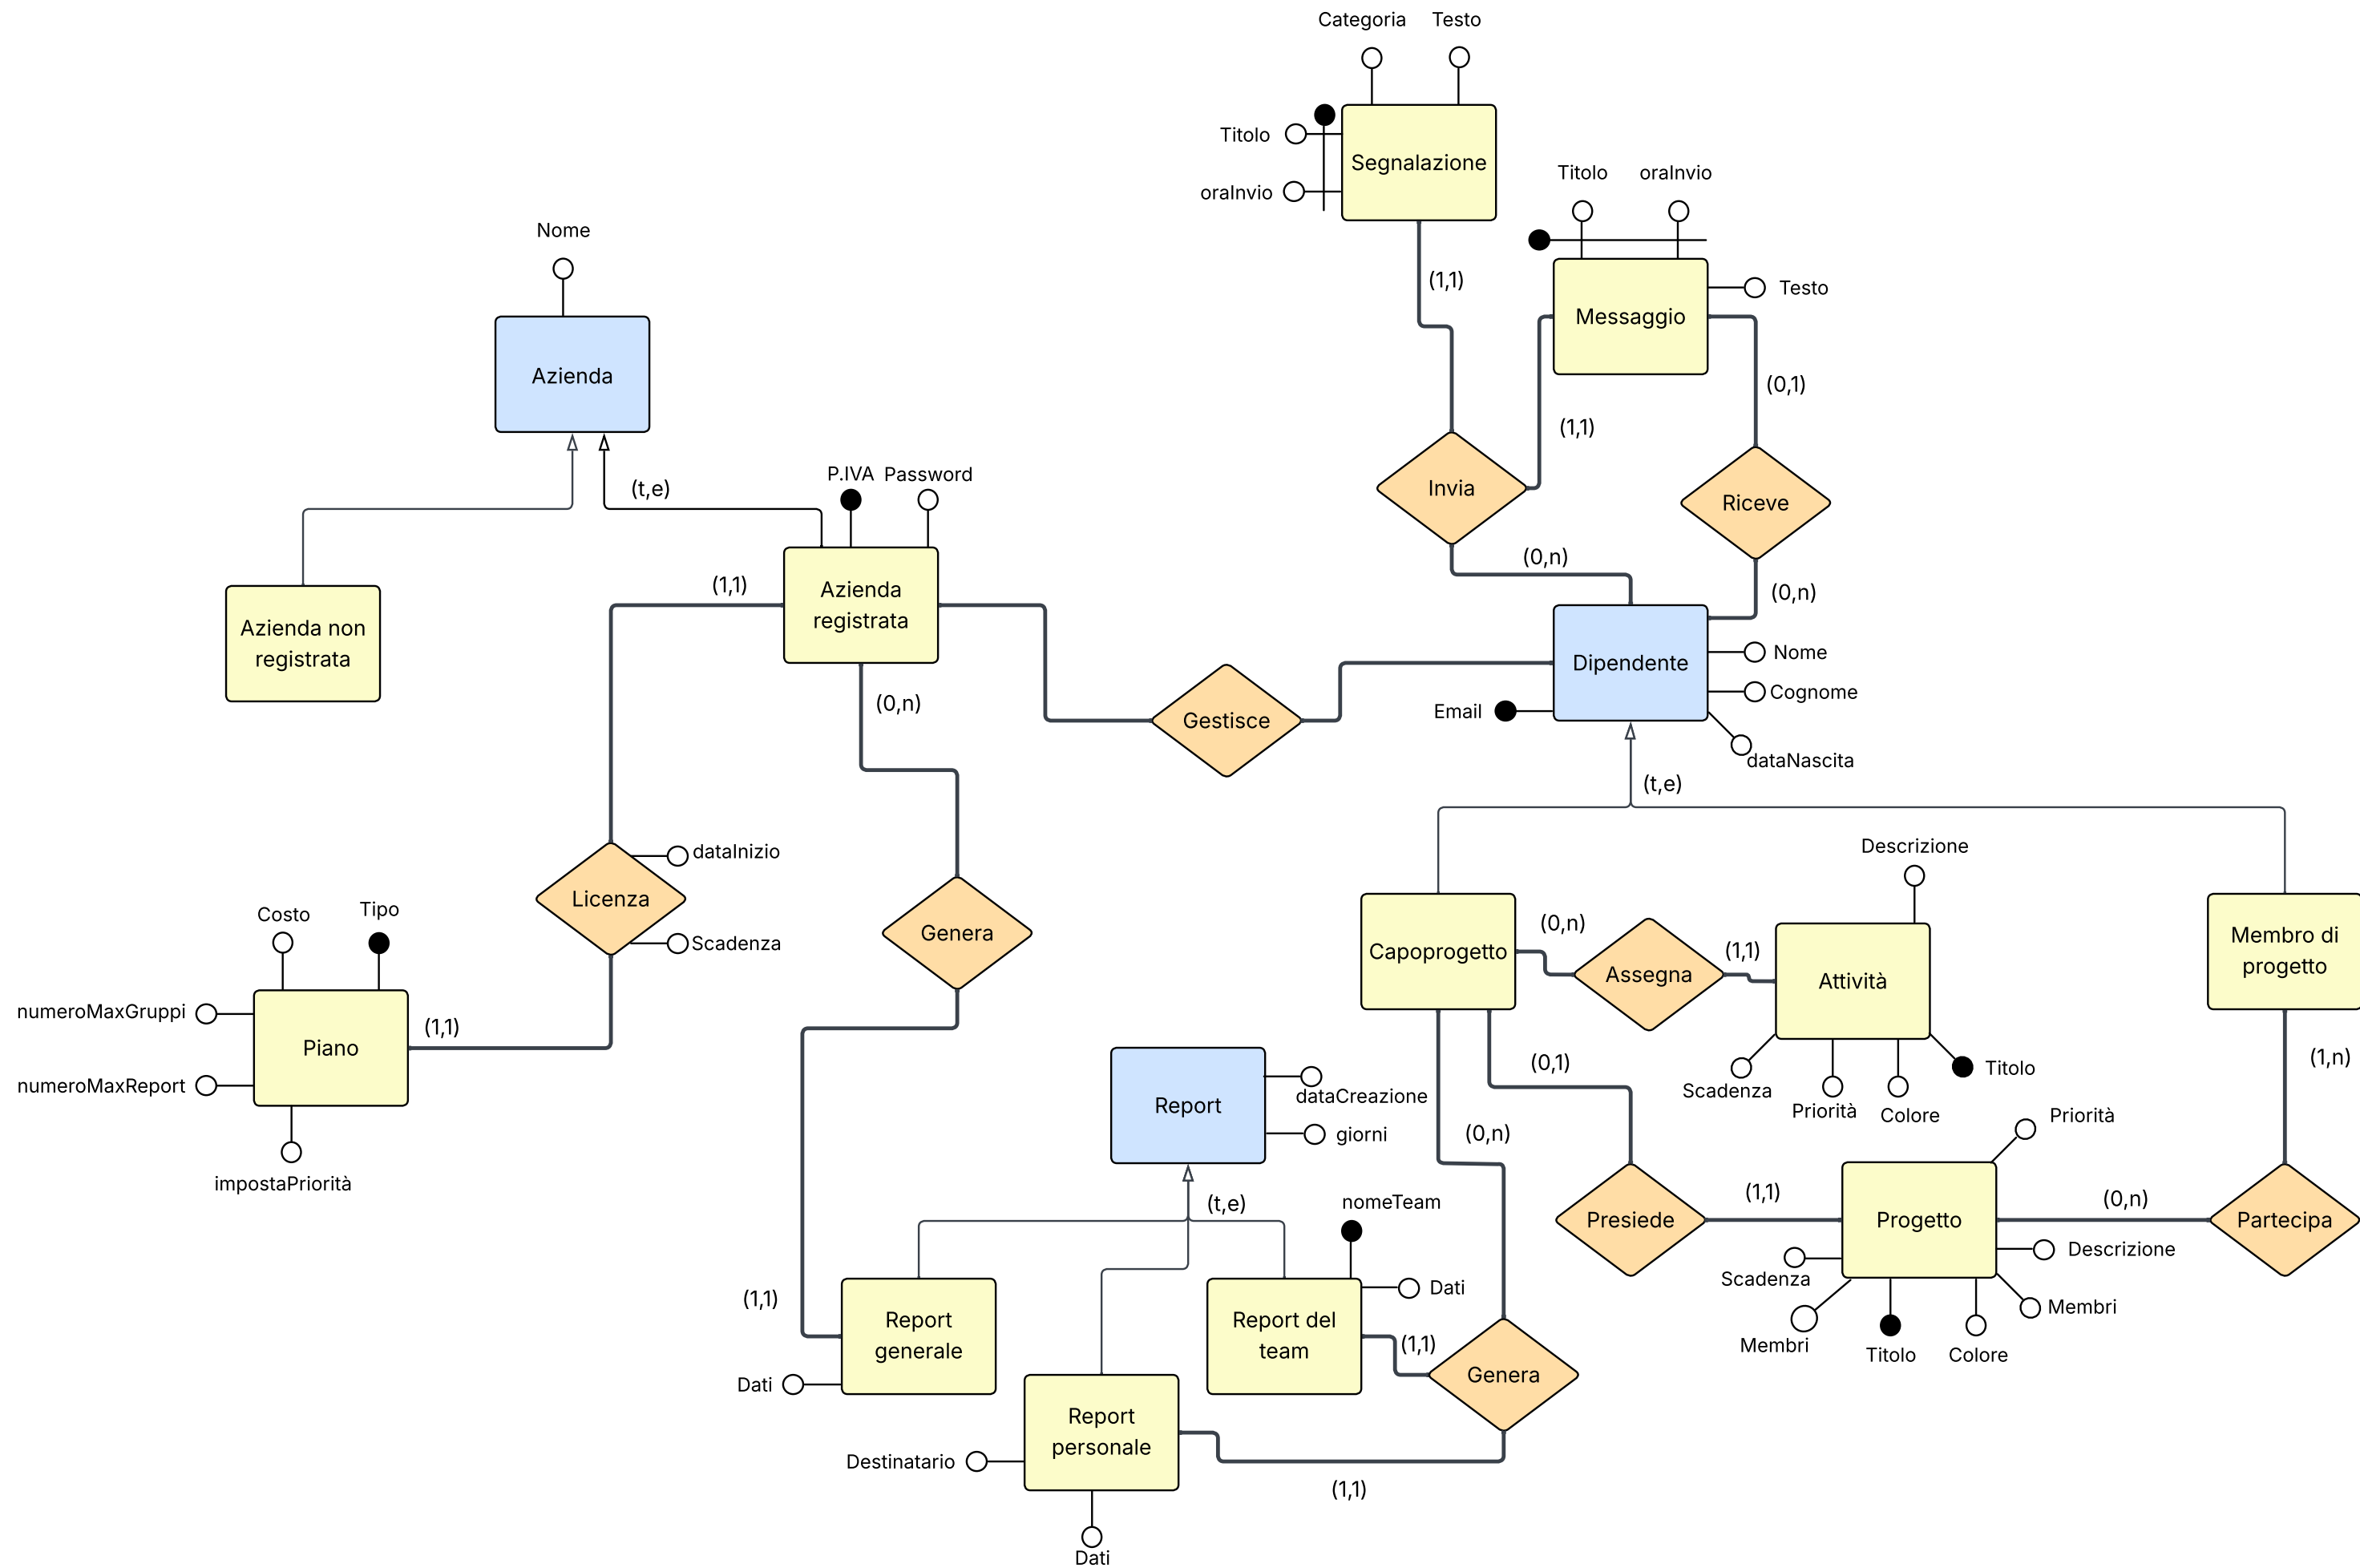 Categoria Testo
Titolo
Segnalazione
oraInvio
Titolo oraInvio
Nome
(1,1)
Messaggio
Testo
Azienda
(0,1)
(1,1)
P.IVA Password
(t,e)
Invia
Riceve
(0,n)
(1,1)
Azienda
registrata
(0,n)
Azienda non
registrata
Dipendente
Nome
Cognome
Email
(0,n)
Gestisce
dataNascita
(t,e)
dataInizio
Descrizione
Licenza
Scadenza
Genera
Costo Tipo
(0,n)
(1,1)
Capoprogetto
Assegna
Attività
Membro di
progetto
numeroMaxGruppi
(1,1)
Piano
numeroMaxReport
impostaPriorità
(0,1)
(1,n)
Titolo
Scadenza
Priorità
Colore
Report
dataCreazione
giorni
(0,n)
Priorità
(t,e)
nomeTeam
Presiede
(1,1)
Progetto
(0,n)
Partecipa
Descrizione
Scadenza
Membri
Membri
Titolo
Colore
(1,1)
Report
generale
Dati
Report del
team
Dati
(1,1)
Genera
Report
personale
Destinatario
(1,1)
Dati